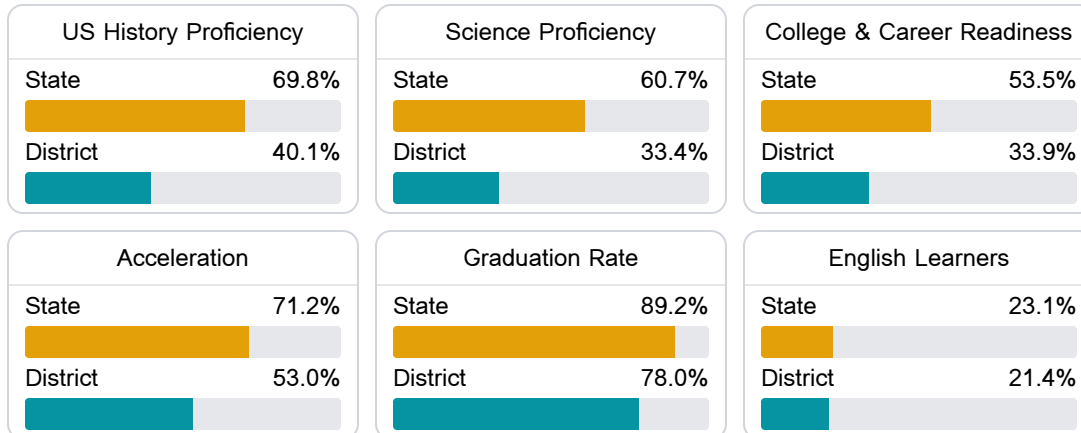 US History Proficiency
State 69.8%
District 40.1%
Science Proficiency
State 60.7%
District 33.4%
College & Career Readiness
State 53.5%
District 33.9%
Acceleration
State 71.2%
District 53.0%
Graduation Rate
State 89.2%
District 78.0%
English Learners
State 23.1%
District 21.4%